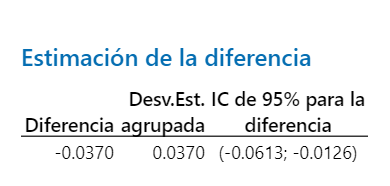 Estimación de la diferencia
Desv.Est. IC de 95% para la
Diferencia agrupada diferencia
-0.0370 0.0370 (-0.0613; -0.0126)